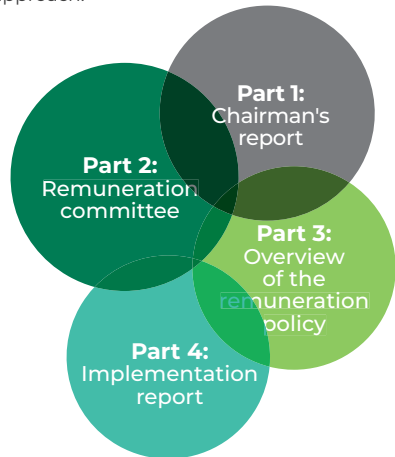 approach.
Part 1:
Chairman's
report
Part 2:
Remuneration
committee
Part 3:
Overview
of the
remuneration
policy
Part 4:
Implementation
report